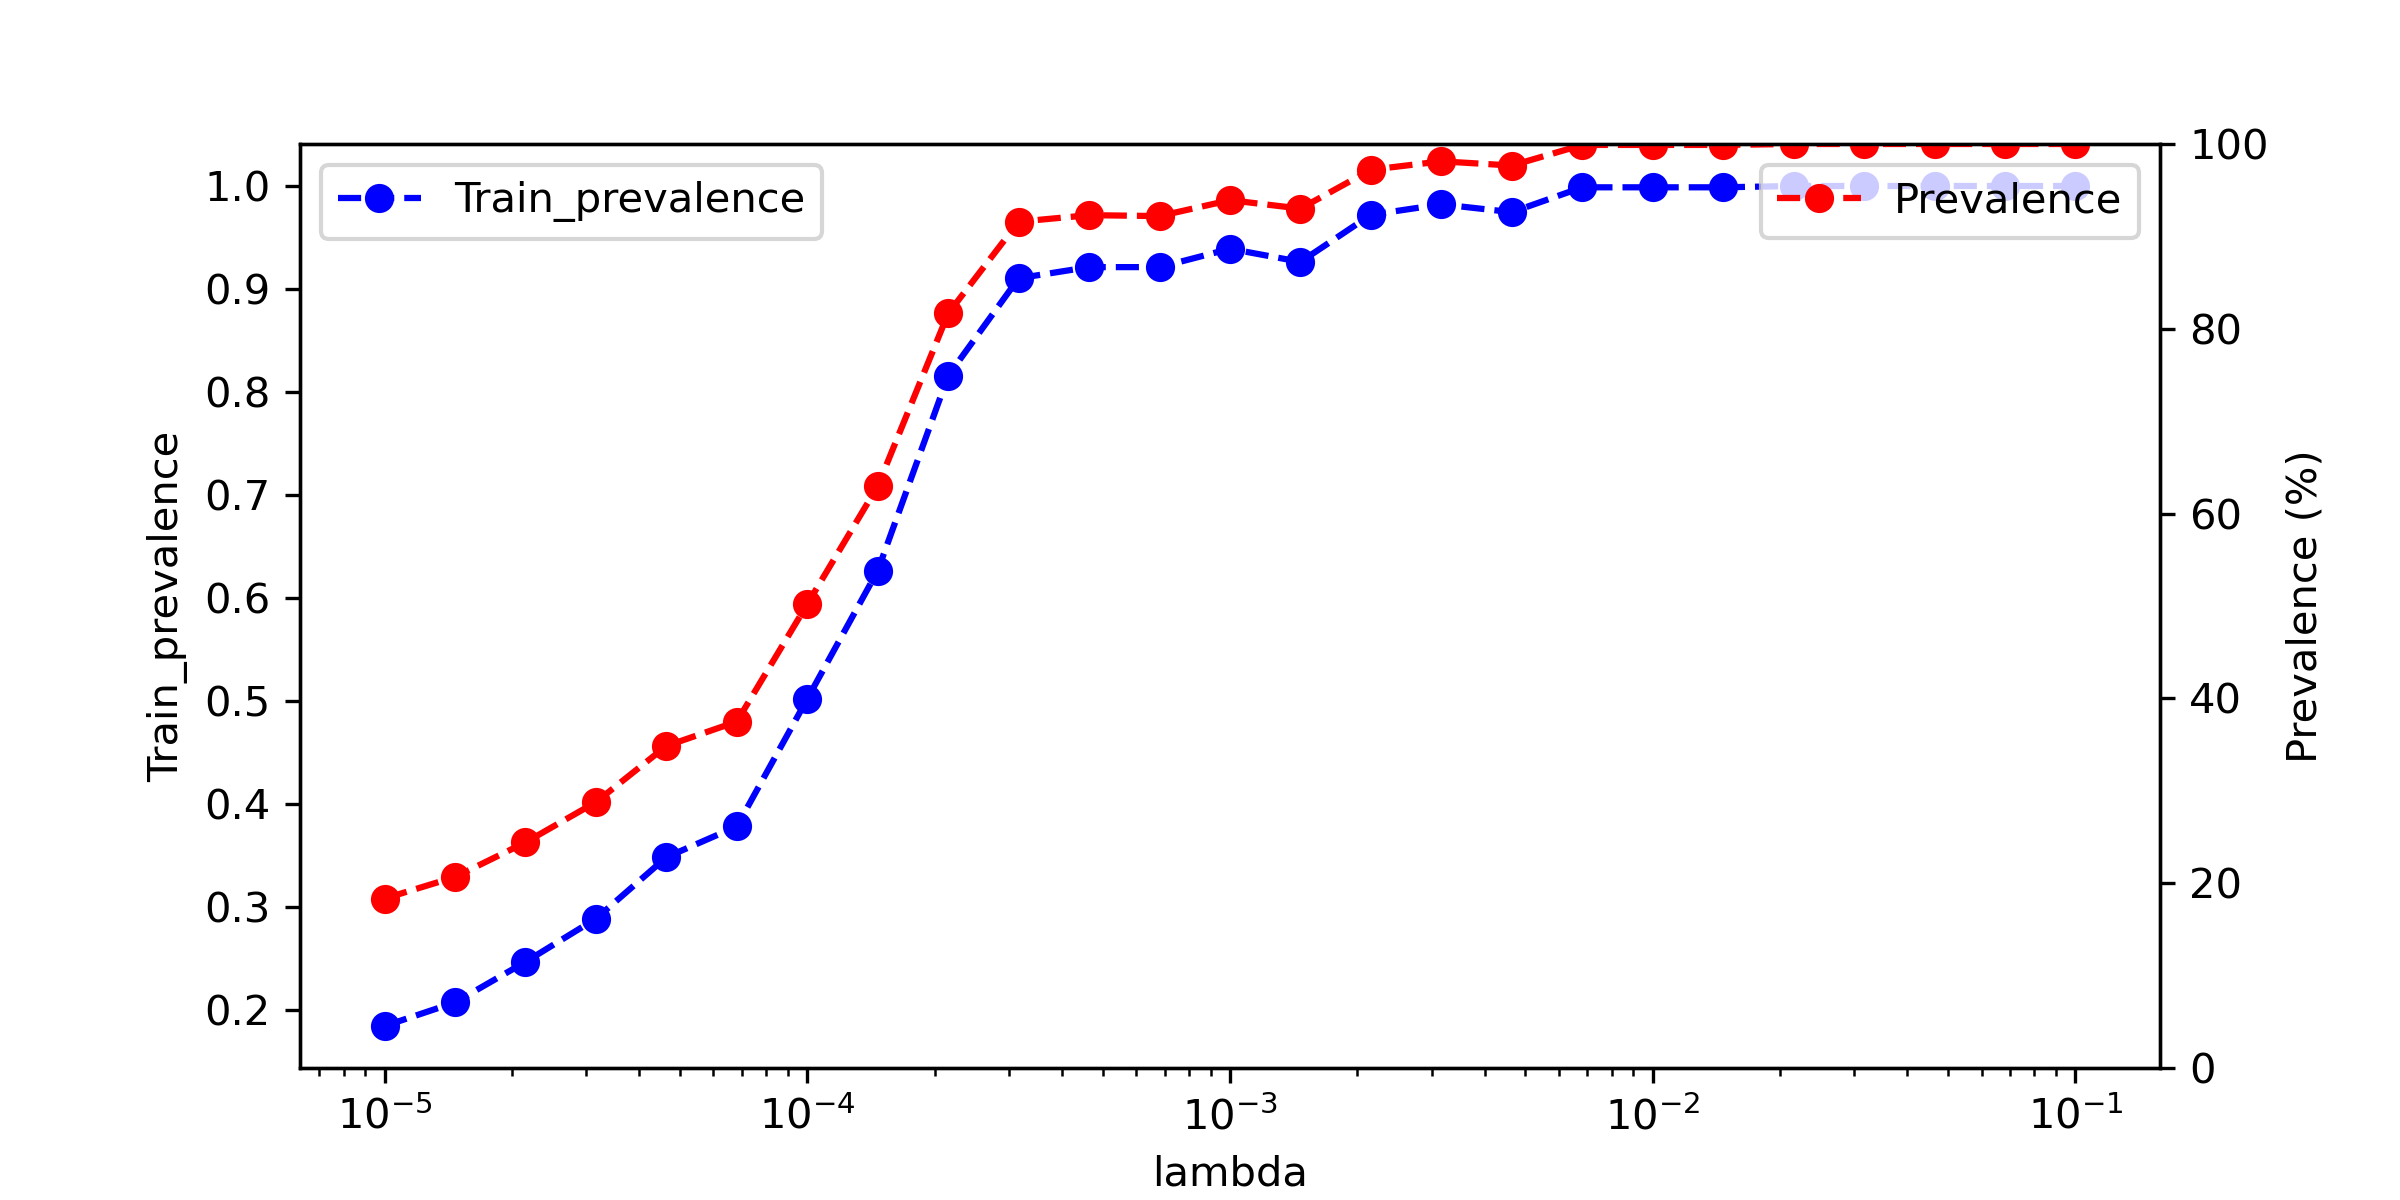 Train_prevalence
Prevalence
1.0
0.9
0.8
0.7
0.6
0.5
0.4
0.3
0.2
Train_prevalence
100
80
60
40
20
0
Prevalence (%)
10⁻⁵ 10⁻⁴ 10⁻³ 10⁻² 10⁻¹
lambda